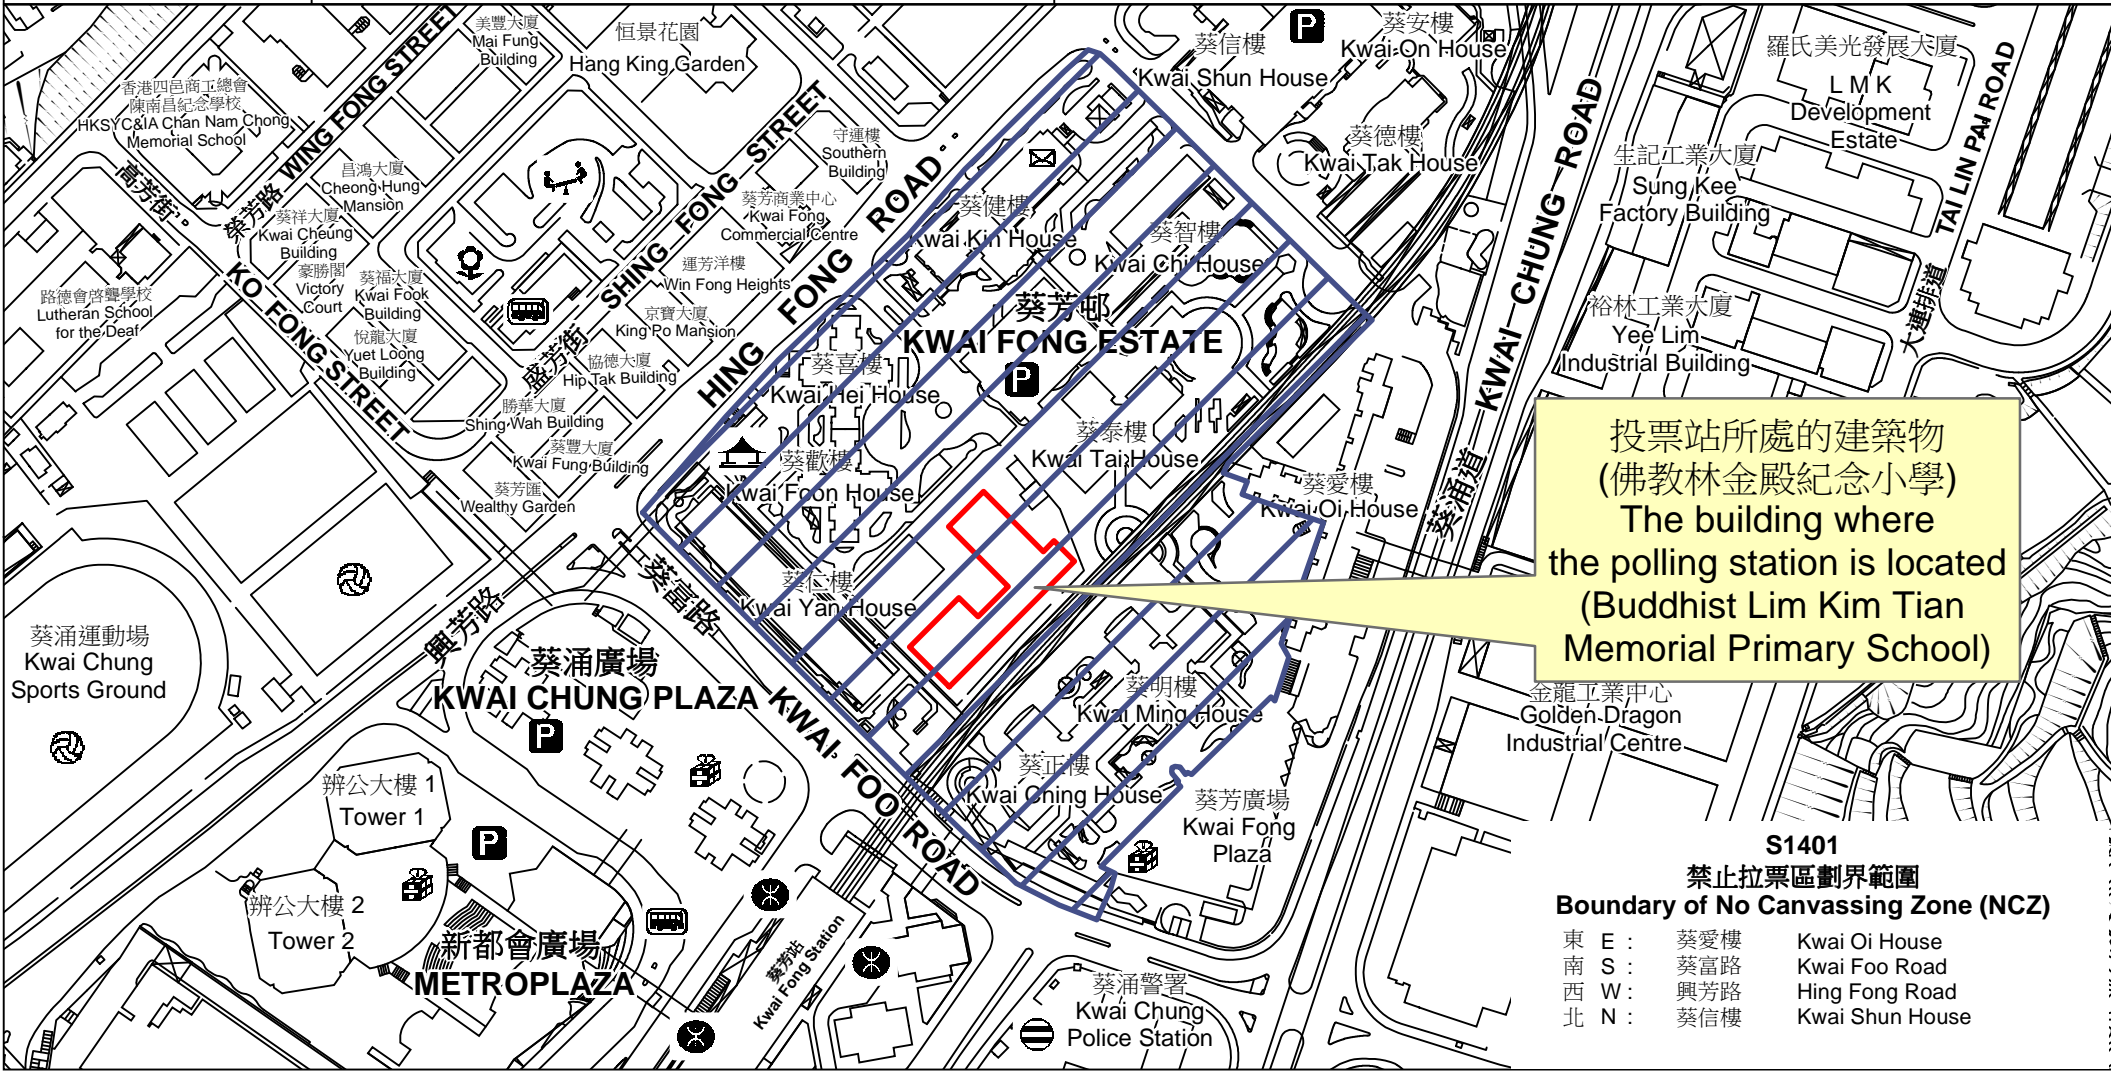 美豐大廈
Mai Fung
Building
恒景花園
Hang King Garden
葵信樓
Kwai Shun House
P
葵安樓
Kwai On House
羅氏美光發展大廈
L M K
Development
Estate
TAI LIN PAI ROAD
大連排道
香港四邑商工總會
陳南昌紀念學校
HKSYC&IA Chan Nam Chong
Memorial School
榮芳路 WING FONG STREET
高芳街
KO FONG STREET
昌鴻大廈
Cheong Hung
Mansion
葵祥大廈
Kwai Cheung
Building
豪勝閣
Victory
Court
葵福大廈
Kwai Fook
Building
悅龍大廈
Yuet Loong
Building
路德會啓聾學校
Lutheran School
for the Deaf
盛芳街 SHING FONG STREET
守運樓
Southern
Building
葵芳商業中心
Kwai Fong
Commercial Centre
運芳洋樓
Win Fong Heights
京寶大廈
King Po Mansion
協德大廈
Hip Tak Building
勝華大廈
Shing Wah Building
葵豐大廈
Kwai Fung Building
葵芳匯
Wealthy Garden
HING FONG ROAD
興芳路
葵德樓
Kwai Tak House
葵涌道 KWAI CHUNG ROAD
生記工業大廈
Sung Kee
Factory Building
裕林工業大廈
Yee Lim
Industrial Building
葵健樓
Kwai Kin House
葵智樓
Kwai Chi House
葵芳邨
KWAI FONG ESTATE
P
葵喜樓
Kwai Hei House
葵歡樓
Kwai Foon House
葵泰樓
Kwai Tai House
葵愛樓
Kwai Oi House
葵仁樓
Kwai Yan House
葵富路
KWAI FOO ROAD
投票站所處的建築物
(佛教林金殿紀念小學)
The building where
the polling station is located
(Buddhist Lim Kim Tian
Memorial Primary School)
金龍工業中心
Golden Dragon
Industrial Centre
葵涌運動場
Kwai Chung
Sports Ground
葵涌廣場
KWAI CHUNG PLAZA
P
葵明樓
Kwai Ming House
葵正樓
Kwai Ching House
葵芳廣場
Kwai Fong
Plaza
辦公大樓 1
Tower 1
P
辦公大樓 2
Tower 2
新都會廣場
METROPLAZA
葵芳站
Kwai Fong Station
葵涌警署
Kwai Chung
Police Station
S1401
禁止拉票區劃界範圍
Boundary of No Canvassing Zone (NCZ)
東 E : 葵愛樓 Kwai Oi House
南 S : 葵富路 Kwai Foo Road
西 W : 興芳路 Hing Fong Road
北 N : 葵信樓 Kwai Shun House